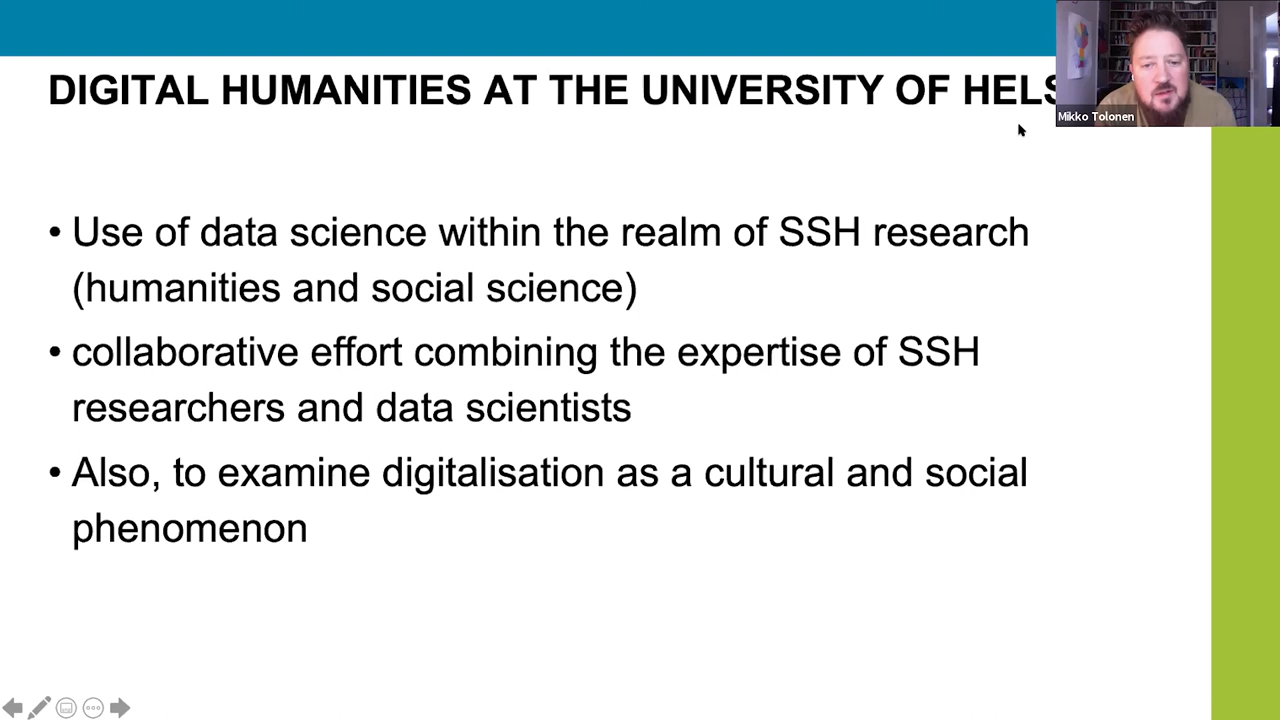 DIGITAL HUMANITIES AT THE UNIVERSITY OF HELS
Mikko Tolonen
• Use of data science within the realm of SSH research
(humanities and social science)
• collaborative effort combining the expertise of SSH
researchers and data scientists
• Also, to examine digitalisation as a cultural and social
phenomenon